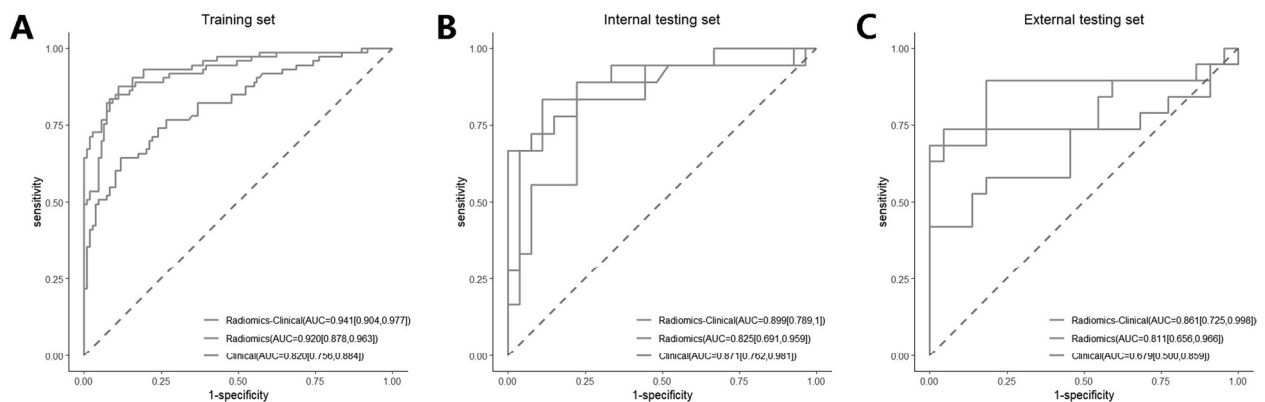 A
Training set
1.00
0.75
0.50
0.25
0.00
sensitivity
Radiomics-Clinical(AUC=0.941[0.904,0.977])
Radiomics(AUC=0.920[0.878,0.963])
Clinical(AUC=0.820[0.756,0.884])
0.00 0.25 0.50 0.75 1.00
1-specificity
B
Internal testing set
1.00
0.75
0.50
0.25
0.00
sensitivity
Radiomics-Clinical(AUC=0.899[0.789,1])
Radiomics(AUC=0.825[0.691,0.959])
Clinical(AUC=0.871[0.762,0.981])
0.00 0.25 0.50 0.75 1.00
1-specificity
C
External testing set
1.00
0.75
0.50
0.25
0.00
sensitivity
Radiomics-Clinical(AUC=0.861[0.725,0.998])
Radiomics(AUC=0.811[0.656,0.966])
Clinical(AUC=0.679[0.500,0.859])
0.00 0.25 0.50 0.75 1.00
1-specificity